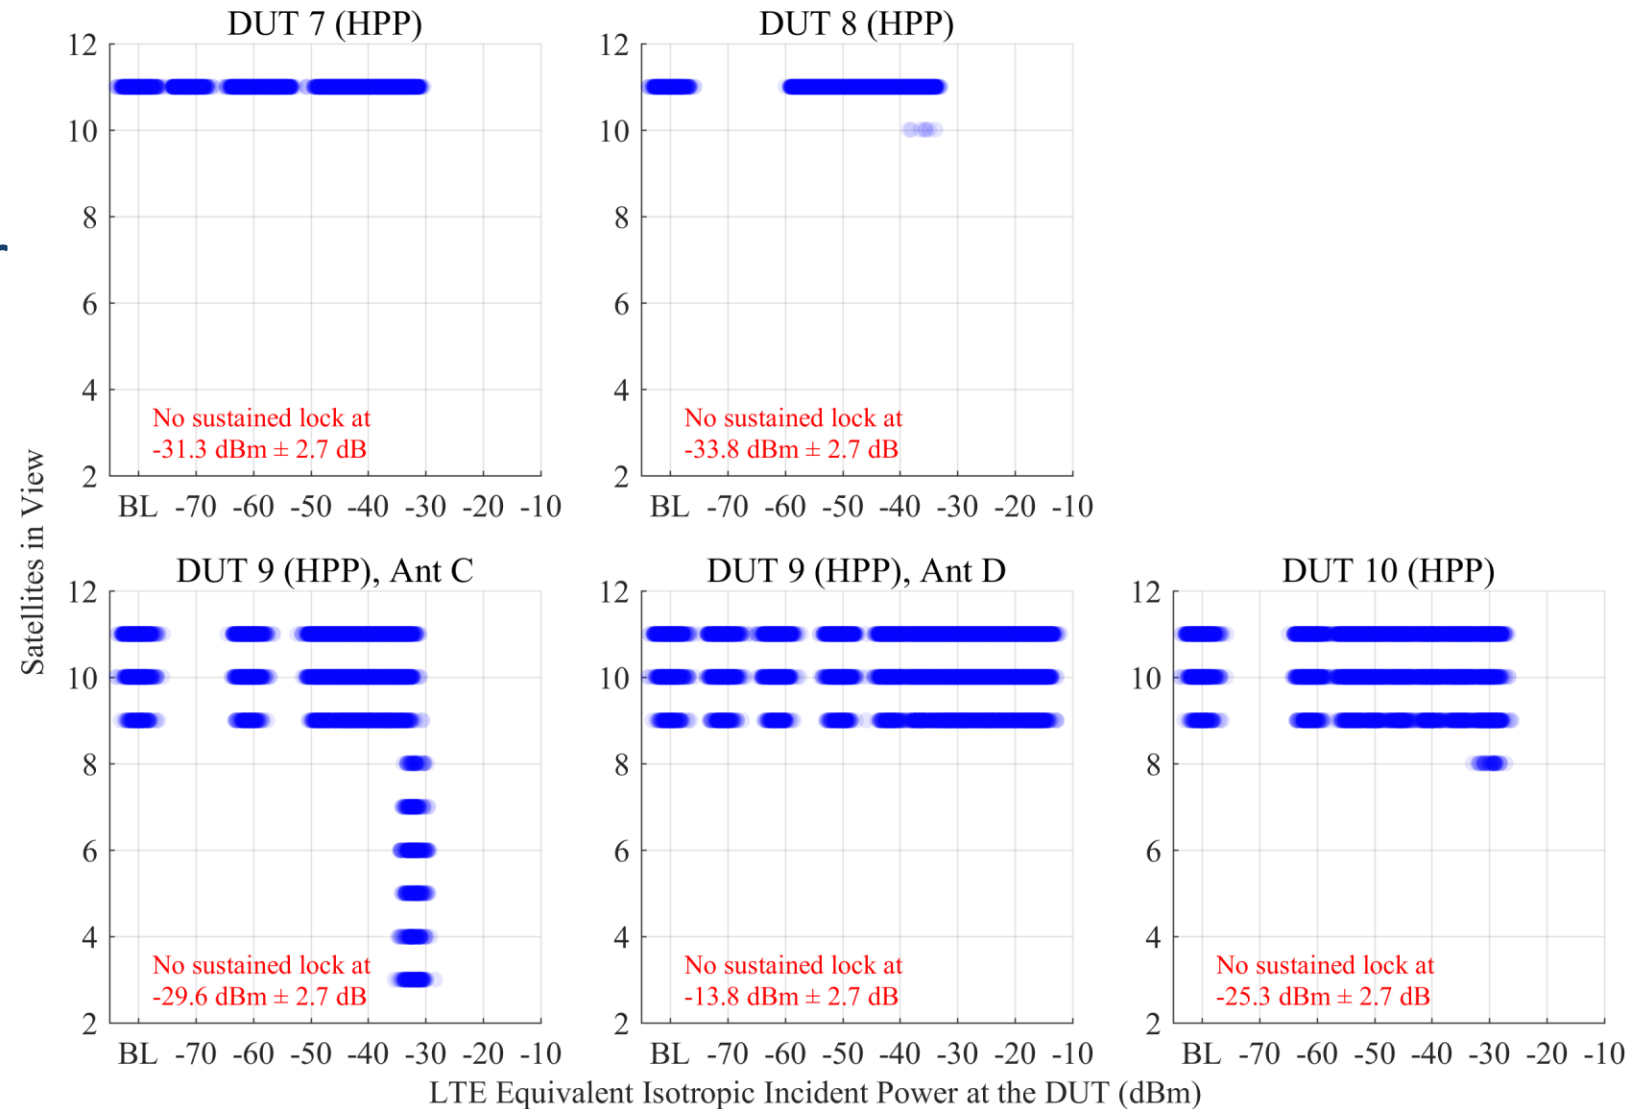 DUT 7 (HPP)
12
10
8
6
4
2
No sustained lock at
-31.3 dBm ± 2.7 dB
BL -70 -60 -50 -40 -30 -20 -10
DUT 8 (HPP)
12
10
8
6
4
2
No sustained lock at
-33.8 dBm ± 2.7 dB
BL -70 -60 -50 -40 -30 -20 -10
Satellites in View
DUT 9 (HPP), Ant C
12
10
8
6
4
2
No sustained lock at
-29.6 dBm ± 2.7 dB
BL -70 -60 -50 -40 -30 -20 -10
DUT 9 (HPP), Ant D
12
10
8
6
4
2
No sustained lock at
-13.8 dBm ± 2.7 dB
BL -70 -60 -50 -40 -30 -20 -10
DUT 10 (HPP)
12
10
8
6
4
2
No sustained lock at
-25.3 dBm ± 2.7 dB
BL -70 -60 -50 -40 -30 -20 -10
LTE Equivalent Isotropic Incident Power at the DUT (dBm)